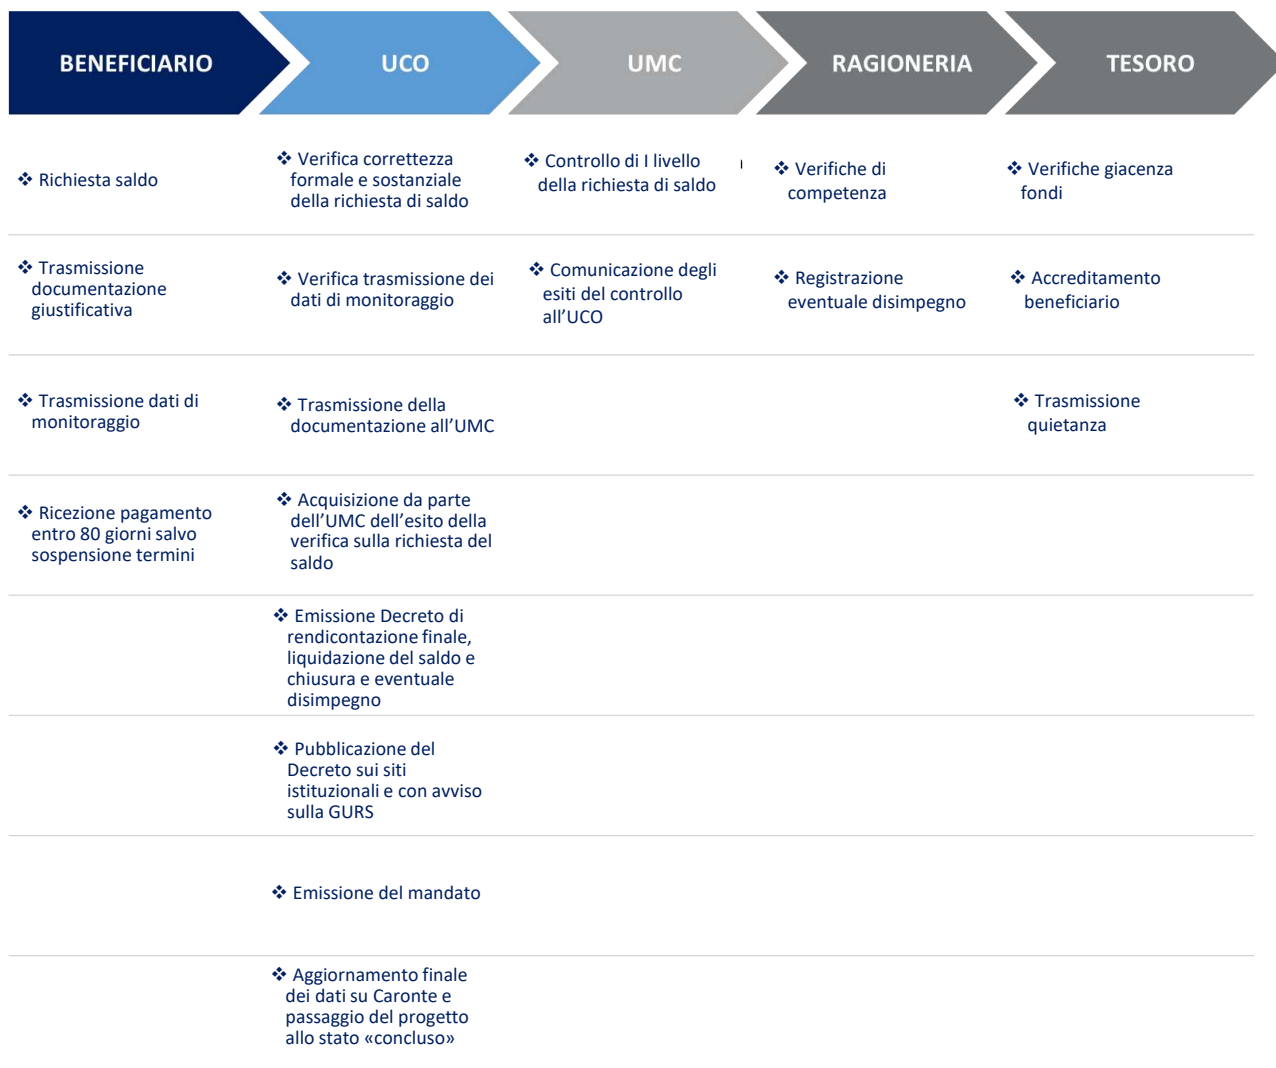 BENEFICIARIO
UCO
UMC
RAGIONERIA
TESORO
❖ Richiesta saldo
❖ Verifica correttezza
formale e sostanziale
della richiesta di saldo
❖ Controllo di I livello
della richiesta di saldo
❖ Verifiche di
competenza
❖ Verifiche giacenza
fondi
❖ Trasmissione
documentazione
giustificativa
❖ Verifica trasmissione dei
dati di monitoraggio
❖ Comunicazione degli
esiti del controllo
all’UCO
❖ Registrazione
eventuale disimpegno
❖ Accreditamento
beneficiario
❖ Trasmissione dati di
monitoraggio
❖ Trasmissione della
documentazione all’UMC
❖ Trasmissione
quietanza
❖ Ricezione pagamento
entro 80 giorni salvo
sospensione termini
❖ Acquisizione da parte
dell’UMC dell’esito della
verifica sulla richiesta del
saldo
❖ Emissione Decreto di
rendicontazione finale,
liquidazione del saldo e
chiusura e eventuale
disimpegno
❖ Pubblicazione del
Decreto sui siti
istituzionali e con avviso
sulla GURS
❖ Emissione del mandato
❖ Aggiornamento finale
dei dati su Caronte e
passaggio del progetto
allo stato «concluso»